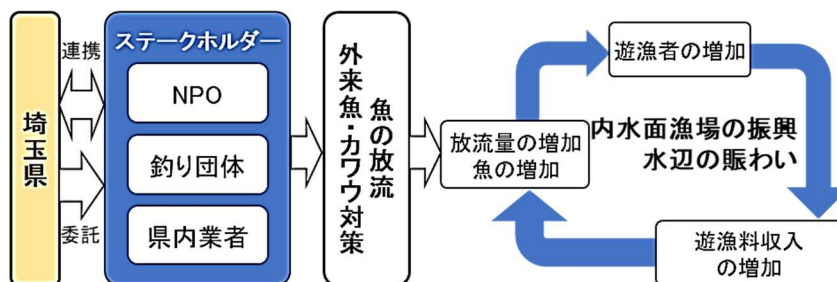 連携
埼玉県
委託
ステークホルダー
NPO
釣り団体
県内業者
魚の放流
外来魚・カワウ対策
放流量の増加
魚の増加
遊漁者の増加
内水面漁場の振興
水辺の賑わい
遊漁料収入
の増加